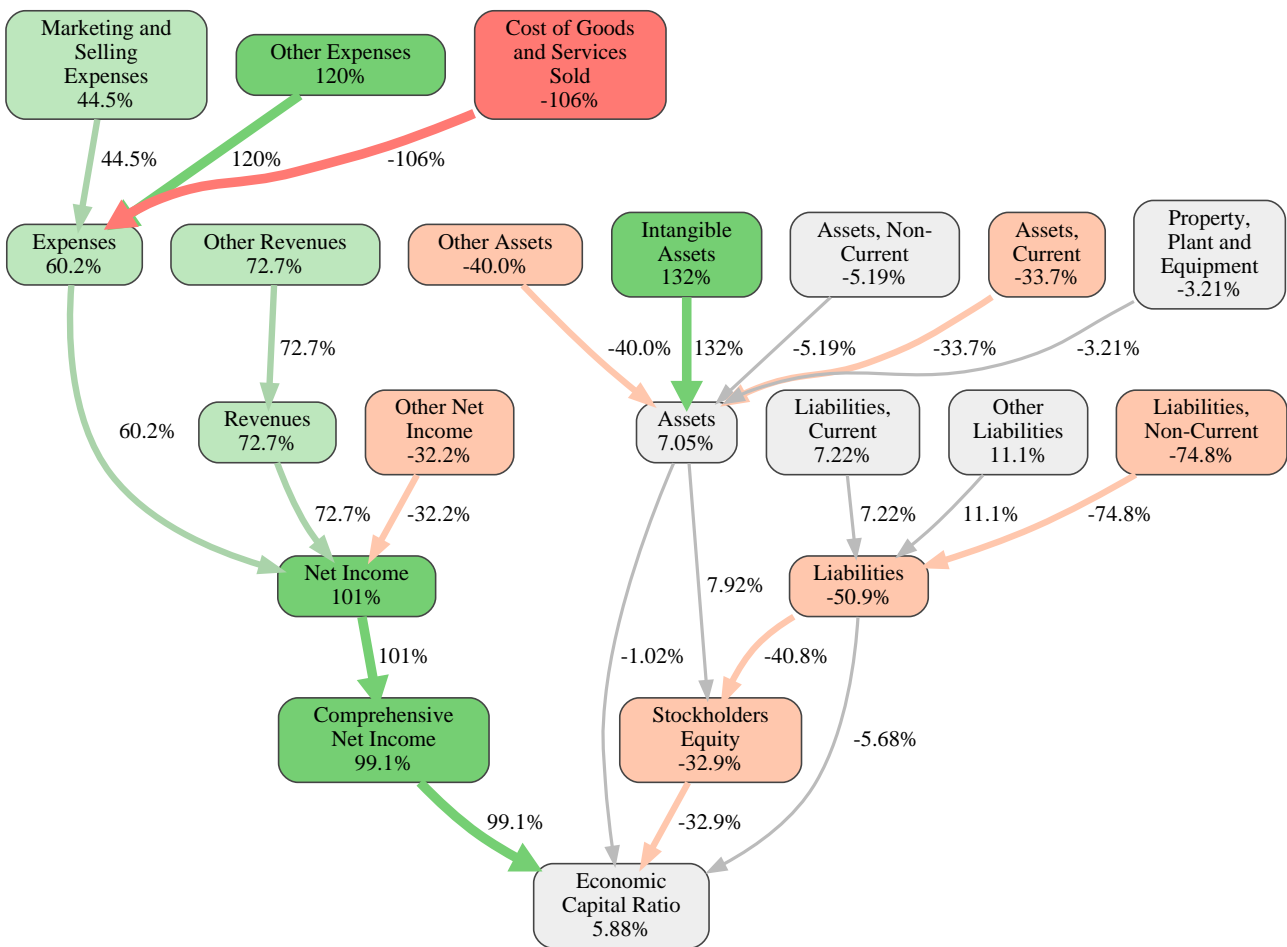 Marketing and
Selling
Expenses
44.5%
Other Expenses
120%
Cost of Goods
and Services
Sold
-106%
44.5%
120%
-106%
Expenses
60.2%
Other Revenues
72.7%
Other Assets
-40.0%
Intangible
Assets
132%
Assets, Non-
Current
-5.19%
Assets,
Current
-33.7%
Property,
Plant and
Equipment
-3.21%
72.7%
-40.0%
132%
-5.19%
-33.7%
-3.21%
60.2%
Revenues
72.7%
Other Net
Income
-32.2%
Assets
7.05%
Liabilities,
Current
7.22%
Other
Liabilities
11.1%
Liabilities,
Non-Current
-74.8%
72.7%
-32.2%
7.22%
11.1%
-74.8%
Net Income
101%
7.92%
Liabilities
-50.9%
101%
-1.02%
-40.8%
-5.68%
Comprehensive
Net Income
99.1%
Stockholders
Equity
-32.9%
99.1%
-32.9%
Economic
Capital Ratio
5.88%